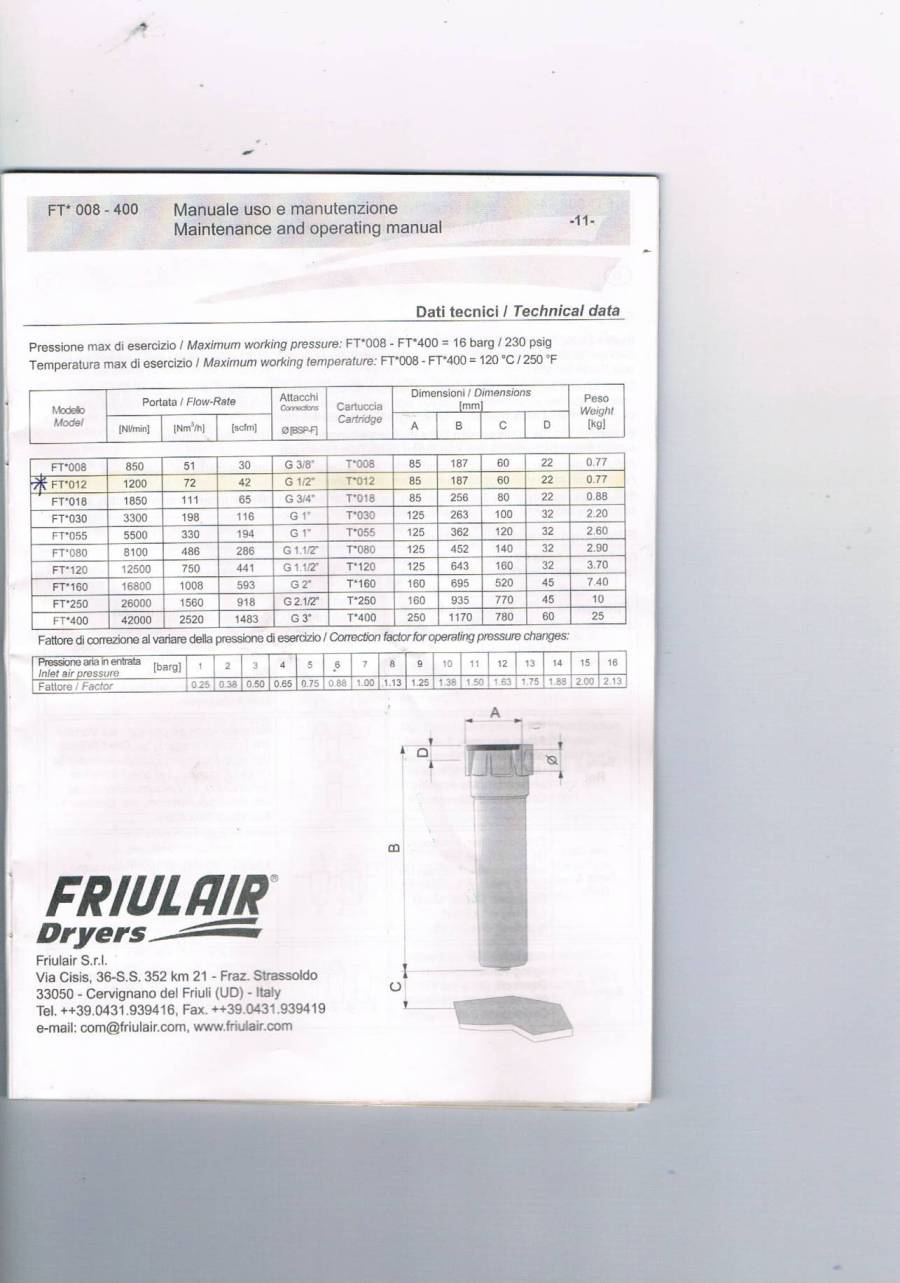 FT* 008 - 400 Manuale uso e manutenzione
Maintenance and operating manual -11-
Dati tecnici / Technical data
Pressione max di esercizio / Maximum working pressure: FT*008 - FT*400 = 16 barg / 230 psig
Temperatura max di esercizio / Maximum working temperature: FT*008 - FT*400 = 120 °C / 250 °F
Modello Model Portata / Flow-Rate Attacchi Connections Cartuccia Cartridge Dimensioni / Dimensions [mm] Peso Weight [kg]
[Nl/min] [Nm³/h] [scfm] Ø [BSP-F] A B C D
FT*008 850 51 30 G 3/8" T*008 85 187 60 22 0.77
* FT*012 1200 72 42 G 1/2" T*012 85 187 60 22 0.77
FT*018 1850 111 65 G 3/4" T*018 85 256 80 22 0.88
FT*030 3300 198 116 G 1" T*030 125 263 100 32 2.20
FT*055 5500 330 194 G 1" T*055 125 362 120 32 2.60
FT*080 8100 486 286 G 1.1/2" T*080 125 452 140 32 2.90
FT*120 12500 750 441 G 1.1/2" T*120 125 643 160 32 3.70
FT*160 16800 1008 593 G 2" T*160 160 695 520 45 7.40
FT*250 26000 1560 918 G 2.1/2" T*250 160 935 770 45 10
FT*400 42000 2520 1483 G 3" T*400 250 1170 780 60 25
Fattore di correzione al variare della pressione di esercizio / Correction factor for operating pressure changes:
Pressione aria in entrata
Inlet air pressure [barg] 1 2 3 4 5 6 7 8 9 10 11 12 13 14 15 16
Fattore / Factor 0.25 0.38 0.50 0.65 0.75 0.88 1.00 1.13 1.25 1.38 1.50 1.63 1.75 1.88 2.00 2.13
A
D
Ø
B
C
FRIULAIR®
Dryers
Friulair S.r.l.
Via Cisis, 36-S.S. 352 km 21 - Fraz. Strassoldo
33050 - Cervignano del Friuli (UD) - Italy
Tel. ++39.0431.939416, Fax. ++39.0431.939419
e-mail: com@friulair.com, www.friulair.com